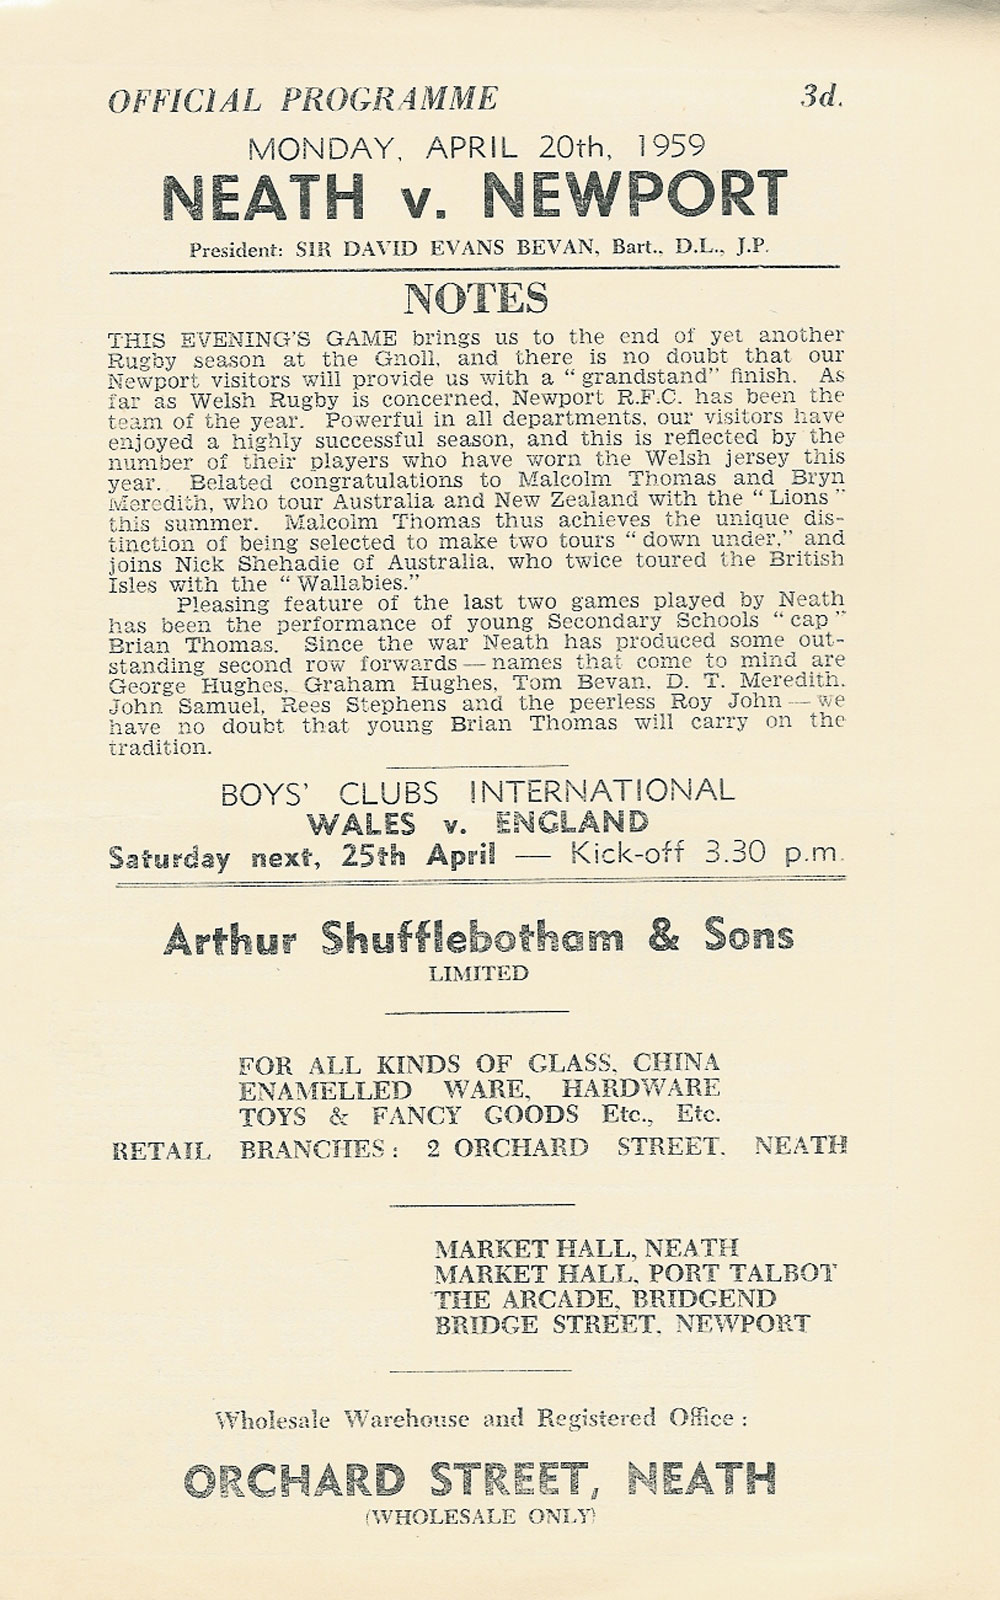 OFFICIAL PROGRAMME 3d.
MONDAY, APRIL 20th, 1959
NEATH v. NEWPORT
President: SIR DAVID EVANS BEVAN, Bart., D.L., J.P.
NOTES
THIS EVENING'S GAME brings us to the end of yet another
Rugby season at the Gnoll, and there is no doubt that our
Newport visitors will provide us with a "grandstand" finish. As
far as Welsh Rugby is concerned, Newport R.F.C. has been the
team of the year. Powerful in all departments, our visitors have
enjoyed a highly successful season, and this is reflected by the
number of their players who have worn the Welsh jersey this
year. Belated congratulations to Malcolm Thomas and Bryn
Meredith, who tour Australia and New Zealand with the "Lions"
this summer. Malcolm Thomas thus achieves the unique dis-
tinction of being selected to make two tours "down under," and
joins Nick Shehadie of Australia, who twice toured the British
Isles with the "Wallabies."
Pleasing feature of the last two games played by Neath
has been the performance of young Secondary Schools "cap"
Brian Thomas. Since the war Neath has produced some out-
standing second row forwards — names that come to mind are
George Hughes, Graham Hughes, Tom Bevan, D. T. Meredith,
John Samuel, Rees Stephens and the peerless Roy John — we
have no doubt that young Brian Thomas will carry on the
tradition.
BOYS' CLUBS INTERNATIONAL
WALES v. ENGLAND
Saturday next, 25th April — Kick-off 3.30 p.m.
Arthur Shufflebotham & Sons
LIMITED
FOR ALL KINDS OF GLASS, CHINA
ENAMELLED WARE, HARDWARE
TOYS & FANCY GOODS Etc., Etc.
RETAIL BRANCHES: 2 ORCHARD STREET, NEATH
MARKET HALL, NEATH
MARKET HALL, PORT TALBOT
THE ARCADE, BRIDGEND
BRIDGE STREET, NEWPORT
Wholesale Warehouse and Registered Office:
ORCHARD STREET, NEATH
(WHOLESALE ONLY)